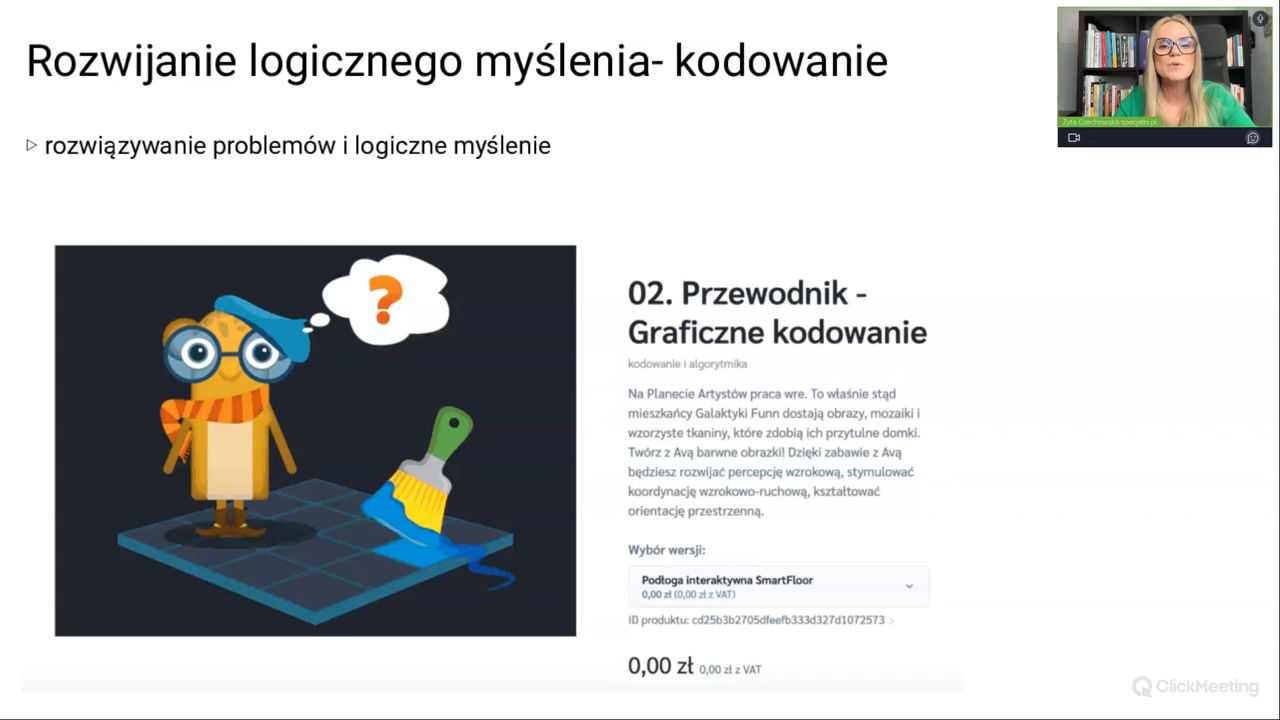 Rozwijanie logicznego myślenia- kodowanie
rozwiązywanie problemów i logiczne myślenie
Zyta Czechowska specjalni.pl
?
02. Przewodnik -
Graficzne kodowanie
kodowanie i algorytmika
Na Planecie Artystów praca wre. To właśnie stąd
mieszkańcy Galaktyki Funn dostają obrazy, mozaiki i
wzorzyste tkaniny, które zdobią ich przytulne domki.
Twórz z Avą barwne obrazki! Dzięki zabawie z Avą
będziesz rozwijać percepcję wzrokową, stymulować
koordynację wzrokowo-ruchową, kształtować
orientację przestrzenną.
Wybór wersji:
Podłoga interaktywna SmartFloor
0,00 zł (0,00 zł z VAT)
ID produktu: cd25b3b2705dfeefb333d327d1072573
0,00 zł 0,00 zł z VAT
ClickMeeting